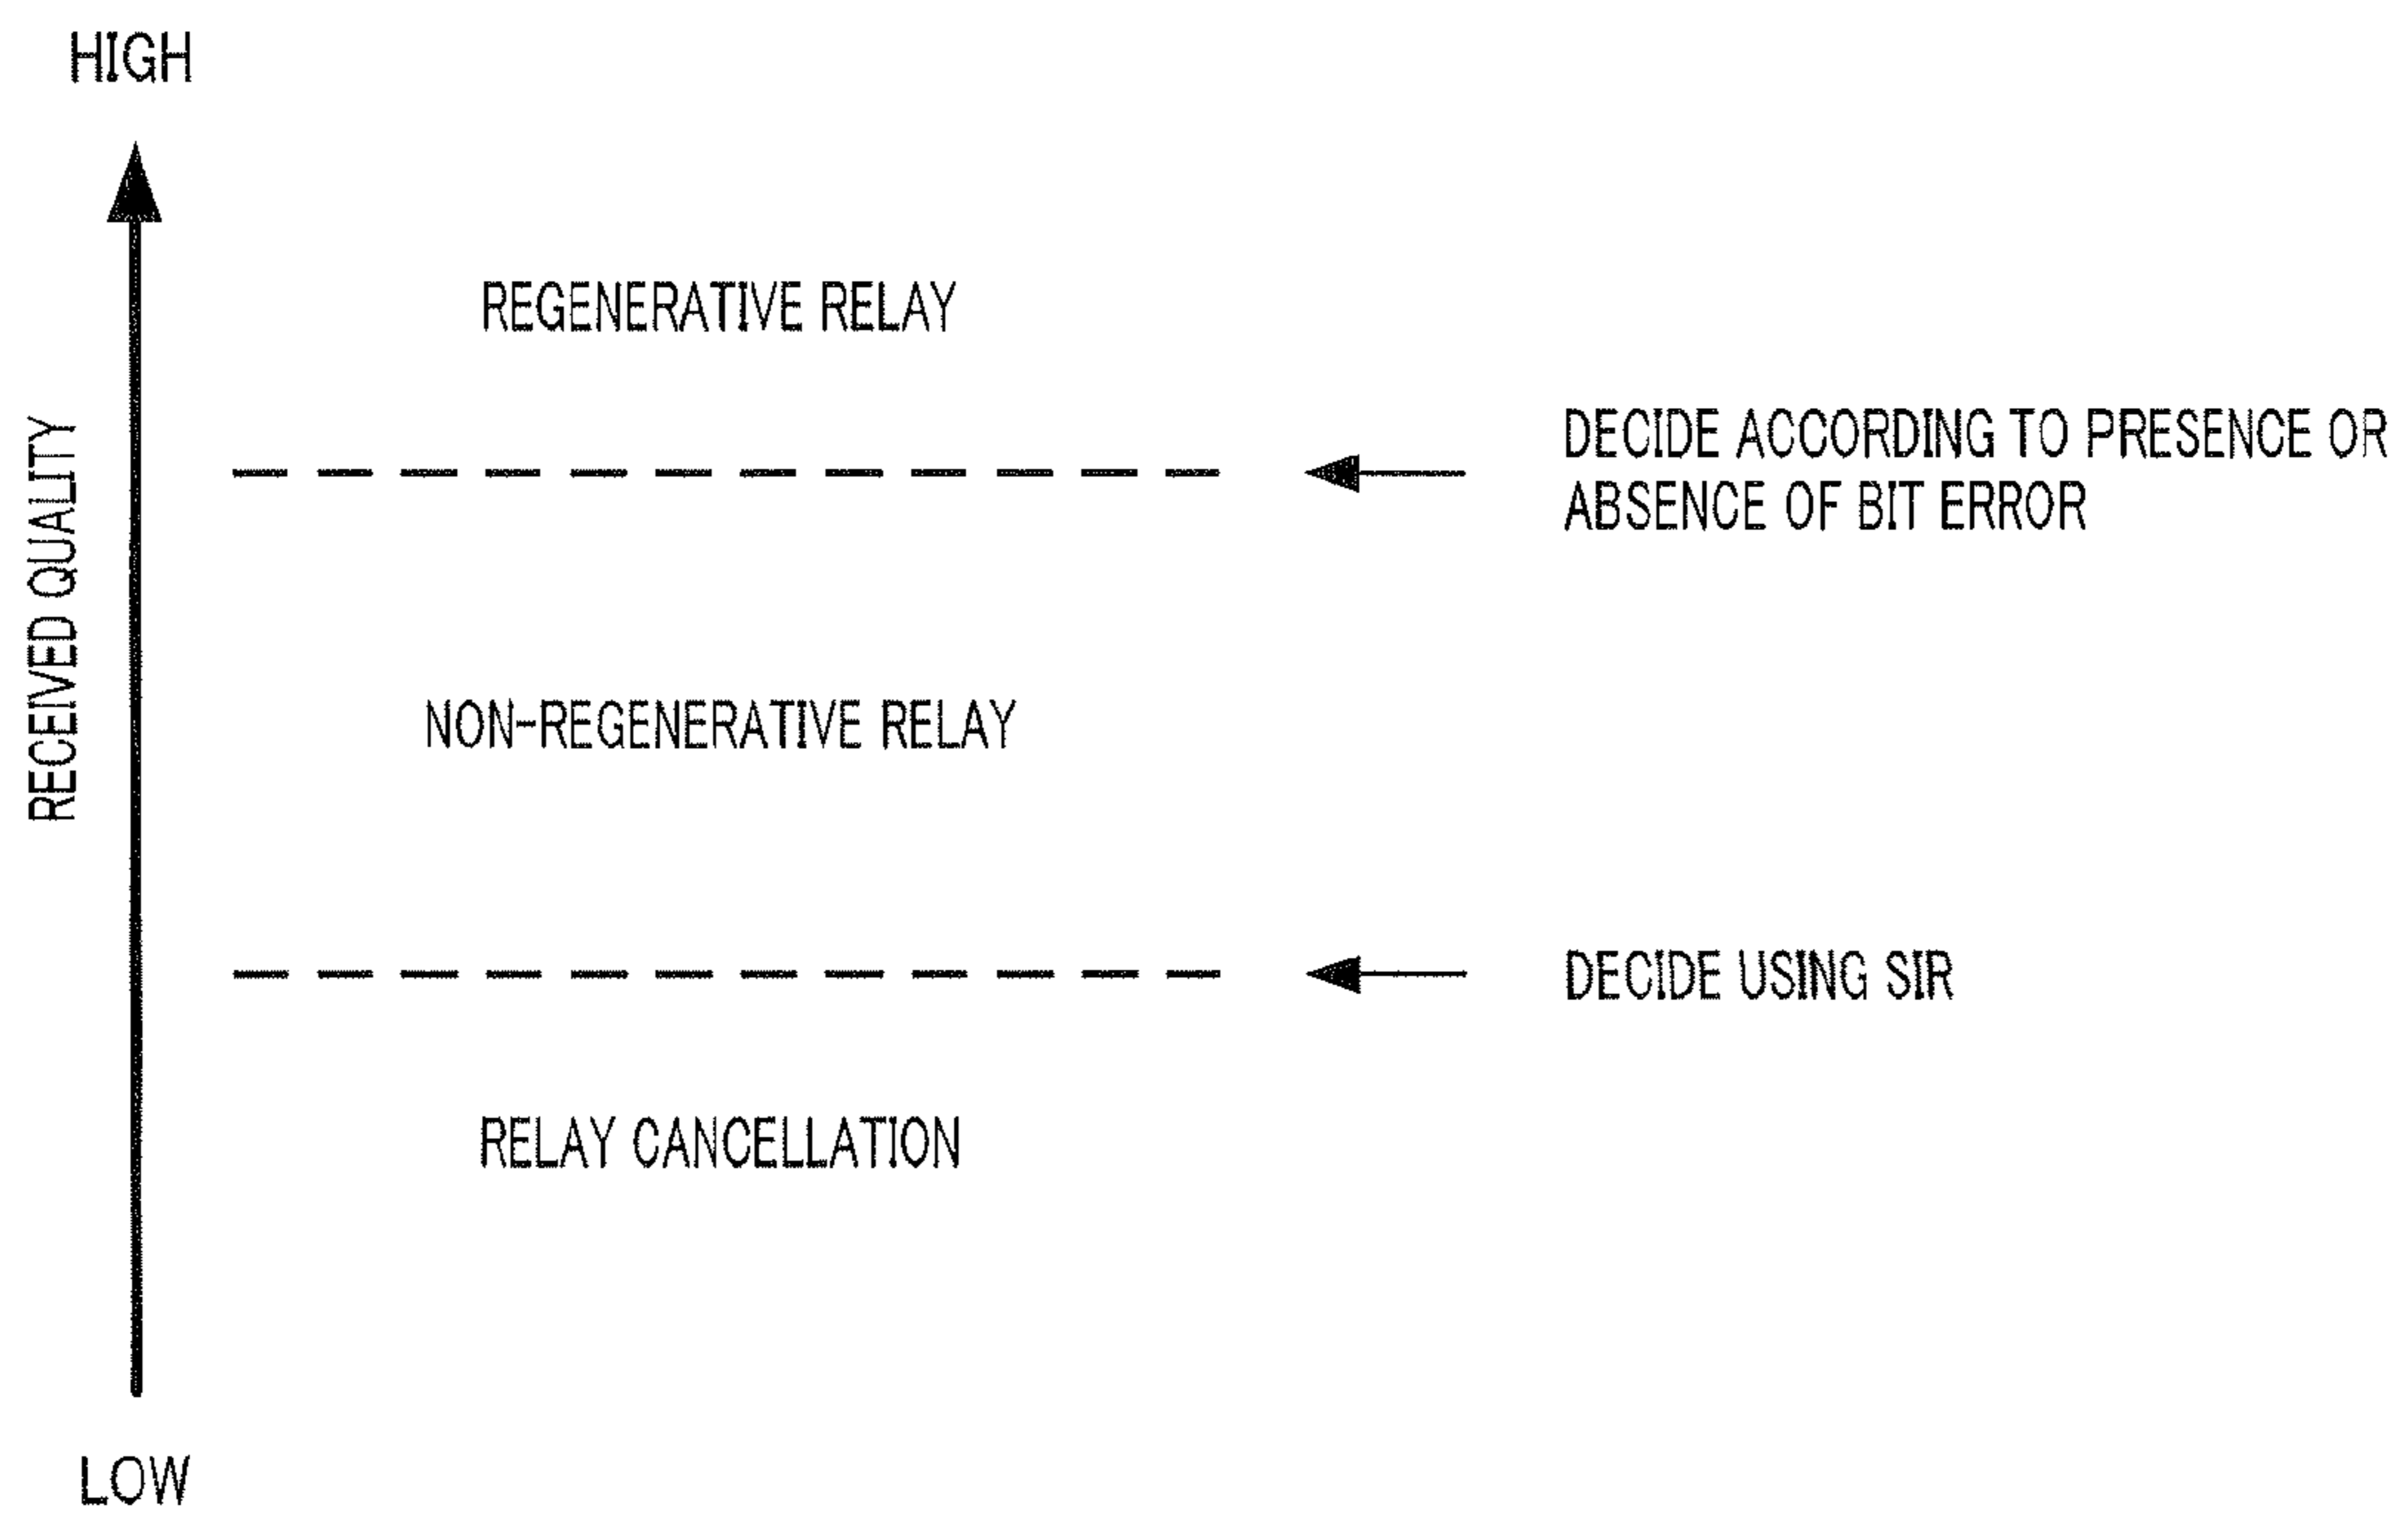 HIGH
REGENERATIVE RELAY
DECIDE ACCORDING TO PRESENCE OR
ABSENCE OF BIT ERROR
RECEIVED QUALITY
NON-REGENERATIVE RELAY
DECIDE USING SIR
RELAY CANCELLATION
LOW